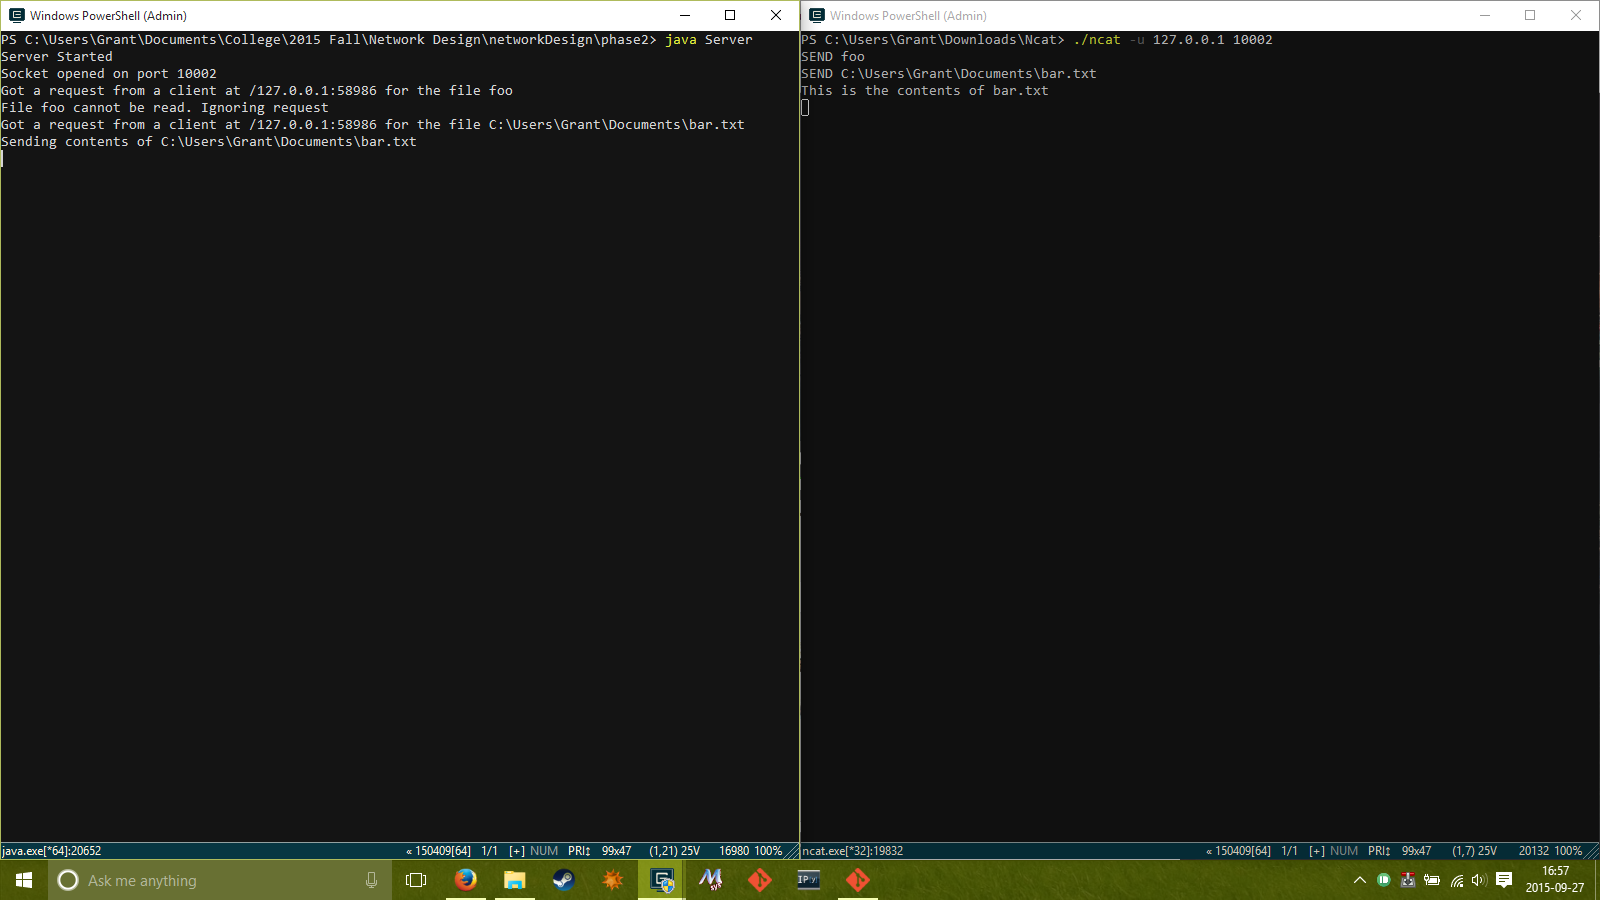 Windows PowerShell (Admin)
PS C:\Users\Grant\Documents\College\2015 Fall\Network Design\networkDesign\phase2> java Server
Server Started
Socket opened on port 10002
Got a request from a client at /127.0.0.1:58986 for the file foo
File foo cannot be read. Ignoring request
Got a request from a client at /127.0.0.1:58986 for the file C:\Users\Grant\Documents\bar.txt
Sending contents of C:\Users\Grant\Documents\bar.txt
java.exe[*64]:20652 « 150409[64] 1/1 [+] NUM PRI↕ 99x47 (1,21) 25V 16980 100%
Windows PowerShell (Admin)
PS C:\Users\Grant\Downloads\Ncat> ./ncat -u 127.0.0.1 10002
SEND foo
SEND C:\Users\Grant\Documents\bar.txt
This is the contents of bar.txt
ncat.exe[*32]:19832 « 150409[64] 1/1 [+] NUM PRI↕ 99x47 (1,7) 25V 20132 100%
Ask me anything
M sys
IP:y
16:57
2015-09-27